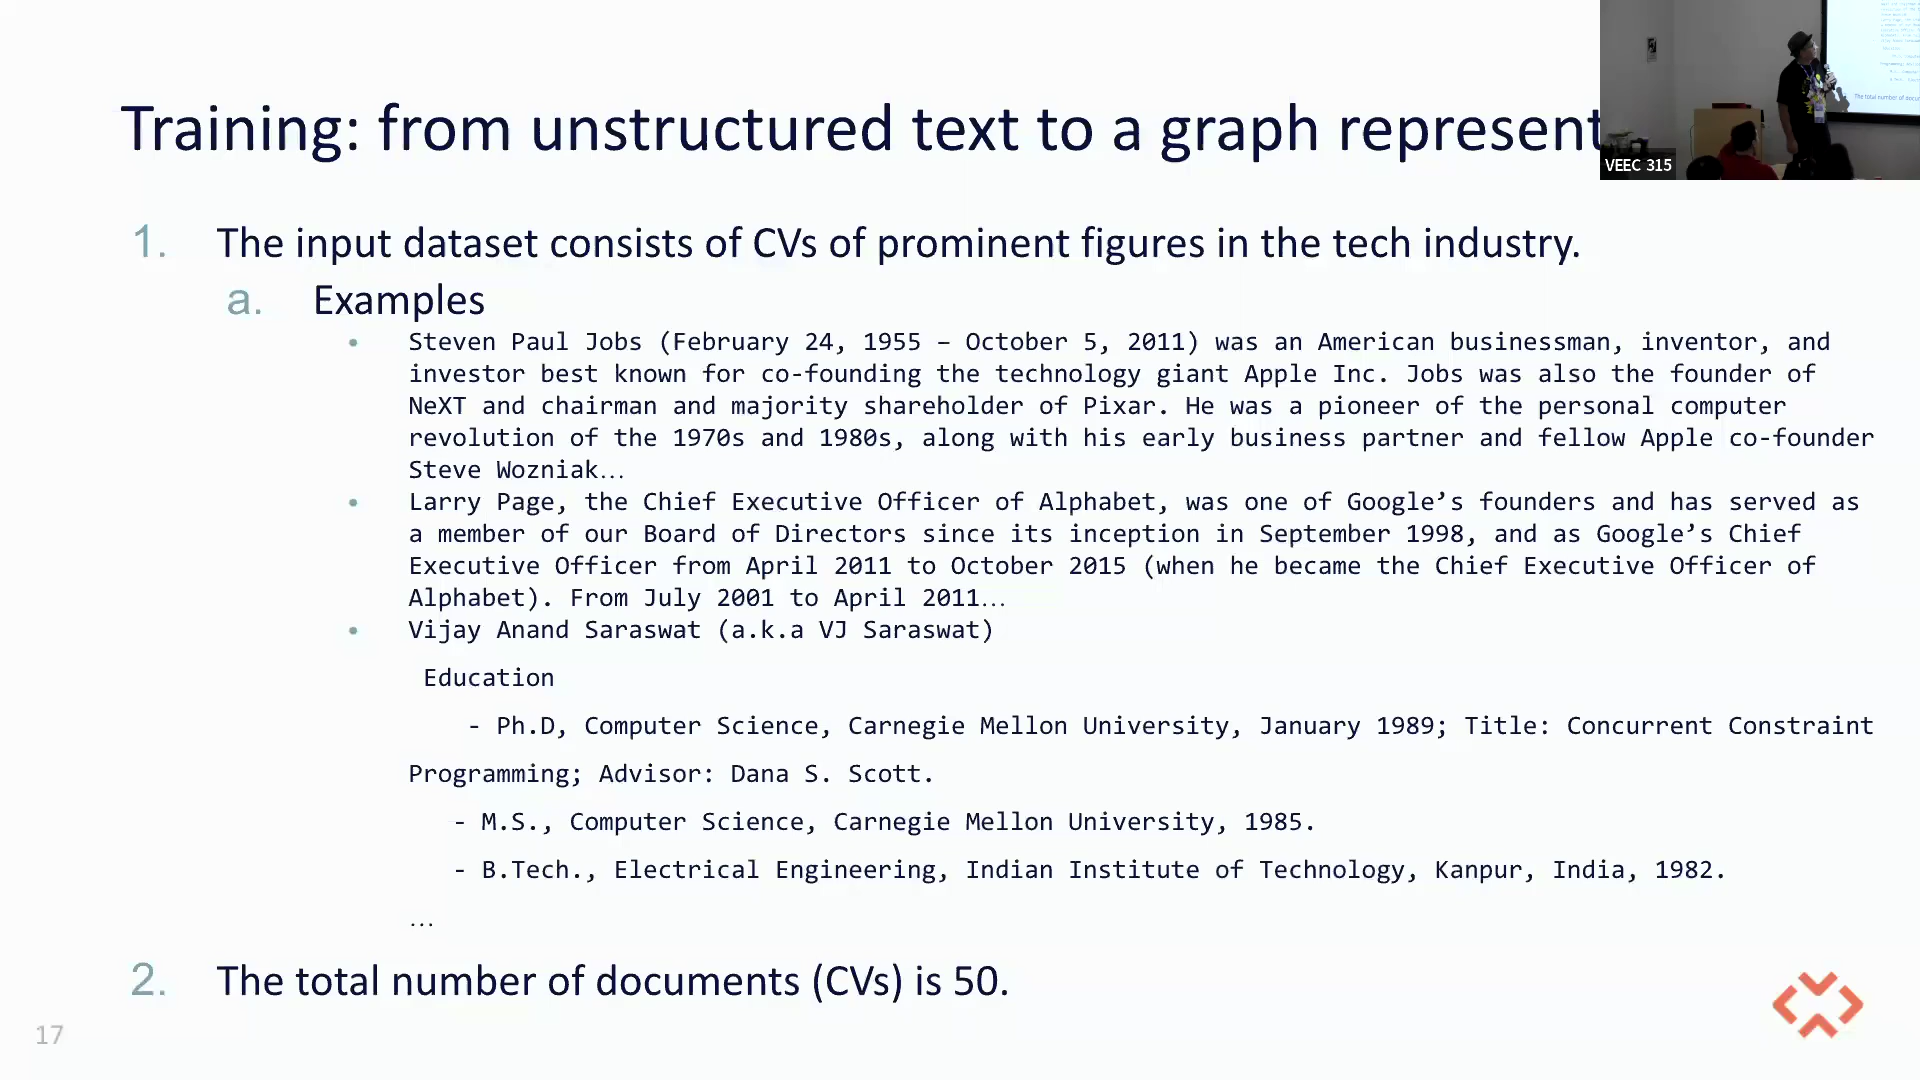 Training: from unstructured text to a graph represent
VEEC 315
1. The input dataset consists of CVs of prominent figures in the tech industry.
a. Examples
• Steven Paul Jobs (February 24, 1955 – October 5, 2011) was an American businessman, inventor, and
investor best known for co-founding the technology giant Apple Inc. Jobs was also the founder of
NeXT and chairman and majority shareholder of Pixar. He was a pioneer of the personal computer
revolution of the 1970s and 1980s, along with his early business partner and fellow Apple co-founder
Steve Wozniak…
• Larry Page, the Chief Executive Officer of Alphabet, was one of Google’s founders and has served as
a member of our Board of Directors since its inception in September 1998, and as Google’s Chief
Executive Officer from April 2011 to October 2015 (when he became the Chief Executive Officer of
Alphabet). From July 2001 to April 2011…
• Vijay Anand Saraswat (a.k.a VJ Saraswat)
Education
- Ph.D, Computer Science, Carnegie Mellon University, January 1989; Title: Concurrent Constraint
Programming; Advisor: Dana S. Scott.
- M.S., Computer Science, Carnegie Mellon University, 1985.
- B.Tech., Electrical Engineering, Indian Institute of Technology, Kanpur, India, 1982.
…
2. The total number of documents (CVs) is 50.
17